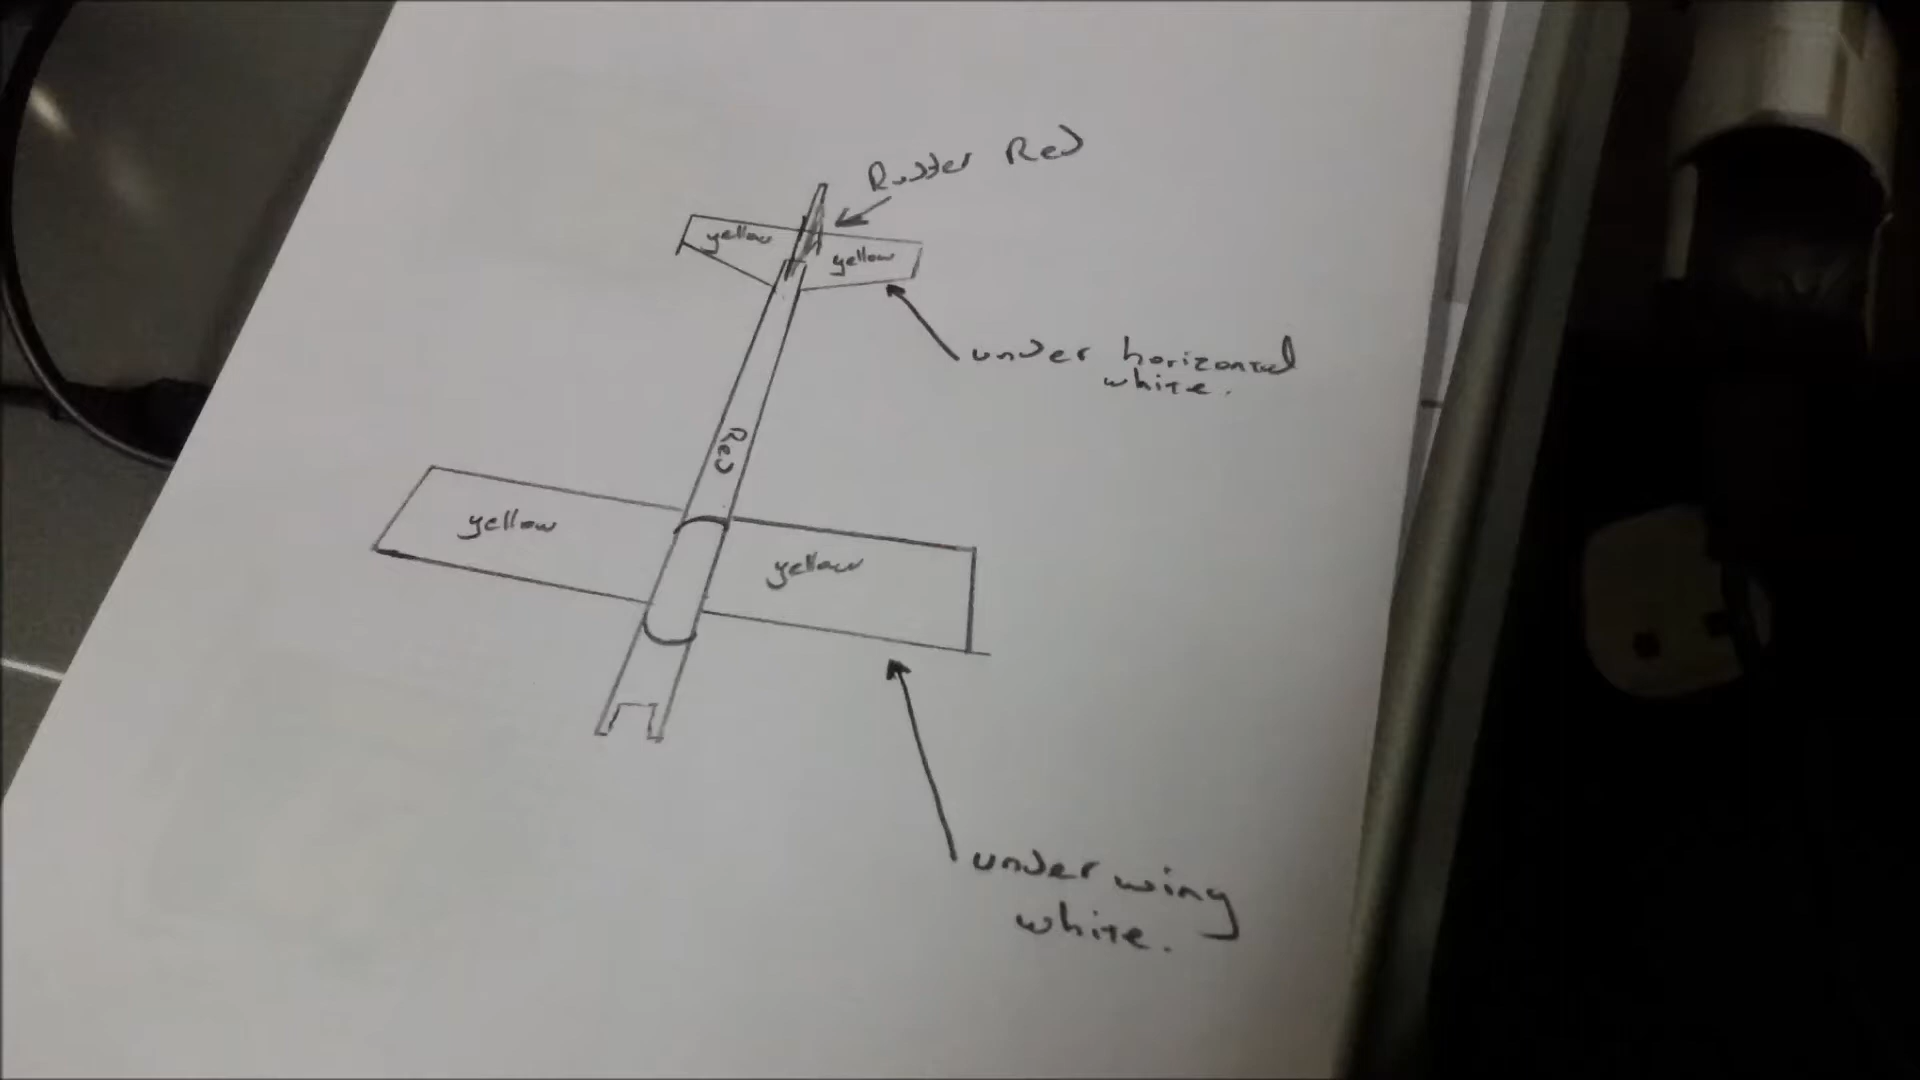 Rudder Red
yellow
yellow
under horizontal
white.
Red
yellow
yellow
under wing
white.